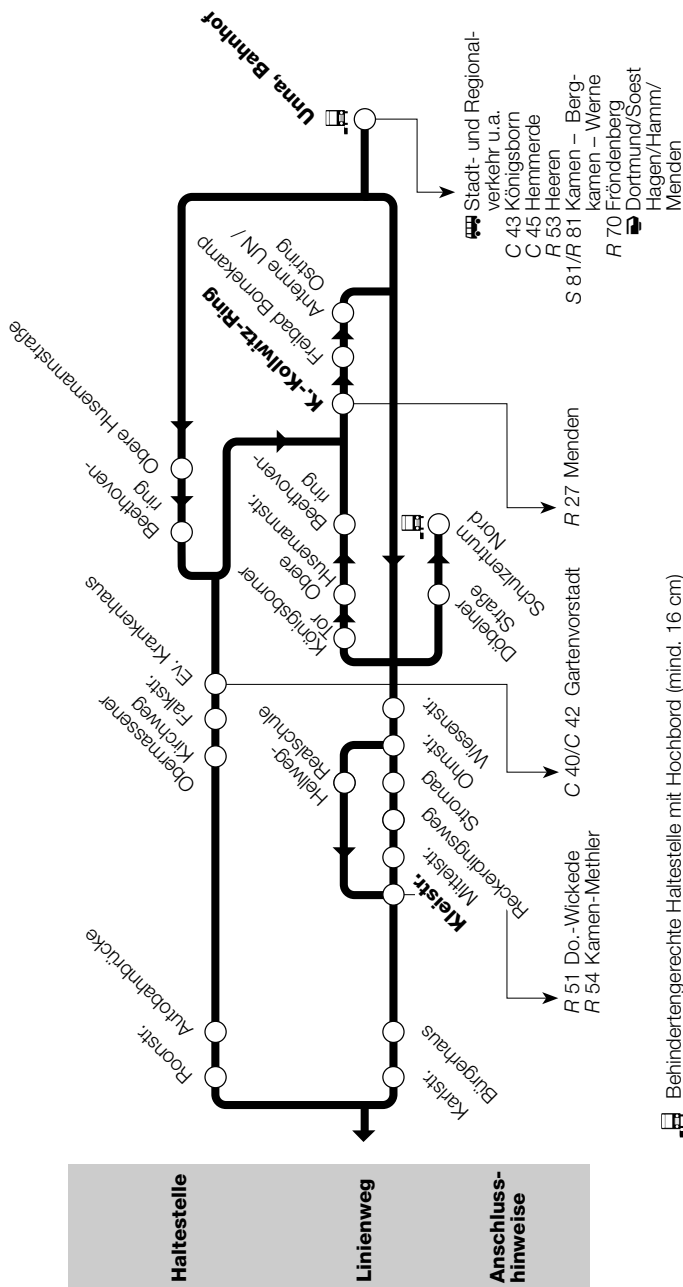 Haltestelle
Linienweg
Anschluss-
hinweise
Roonstr.
Autobahnbrücke
Obermassener
Kirchweg
Falkstr.
Ev. Krankenhaus
Beethoven-
ring
Obere Husemannstraße
Unna, Bahnhof
Karlstr.
Bürgerhaus
Kleistr.
Mittelstr.
Reckerdingsweg
Stromag
Ohmstr.
Wiesenstr.
Hellweg-
Realschule
Königsborner
Tor
Obere
Husemannstr.
Beethoven-
ring
K.-Kollwitz-Ring
Freibad Bornekamp
Antenne UN /
Ostring
Döbelner
Straße
Schulzentrum
Nord
R 51 Do.-Wickede
R 54 Kamen-Methler
C 40/C 42 Gartenvorstadt
R 27 Menden
Stadt- und Regional-
verkehr u.a.
C 43 Königsborn
C 45 Hemmerde
R 53 Heeren
S 81/R 81 Kamen – Berg-
kamen – Werne
R 70 Fröndenberg
Dortmund/Soest
Hagen/Hamm/
Menden
Behindertengerechte Haltestelle mit Hochbord (mind. 16 cm)